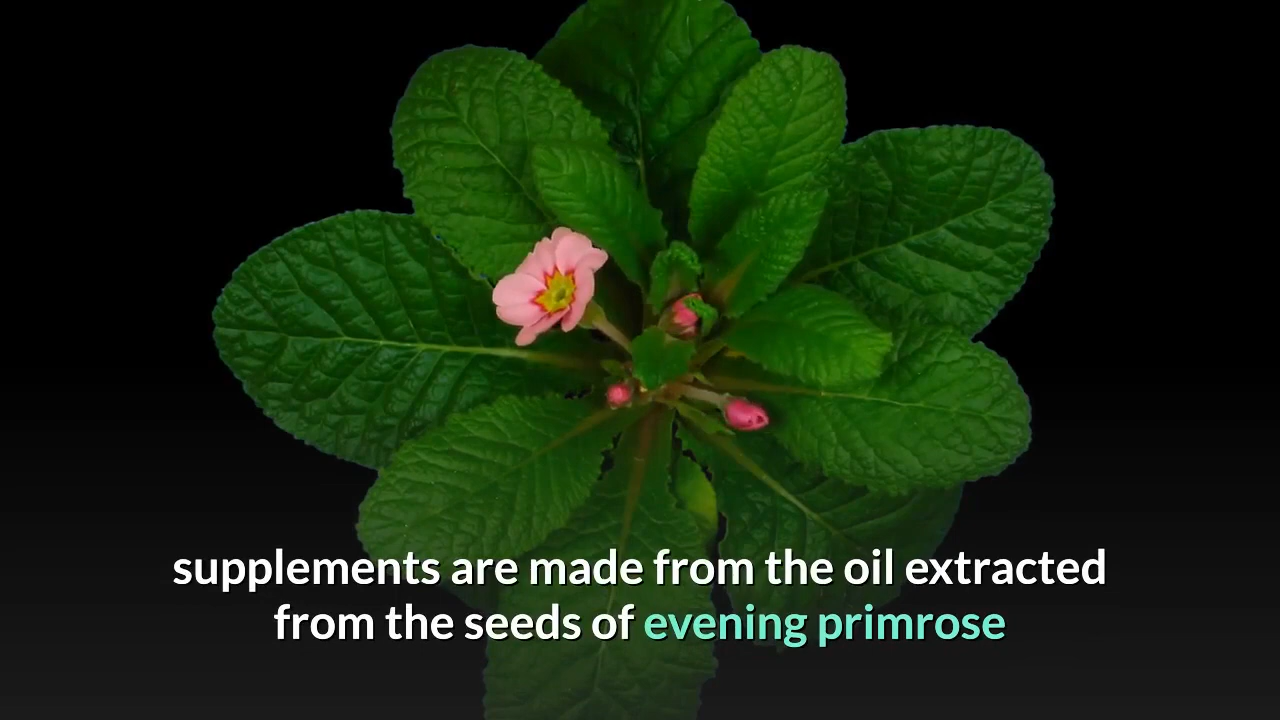 supplements are made from the oil extracted
from the seeds of evening primrose